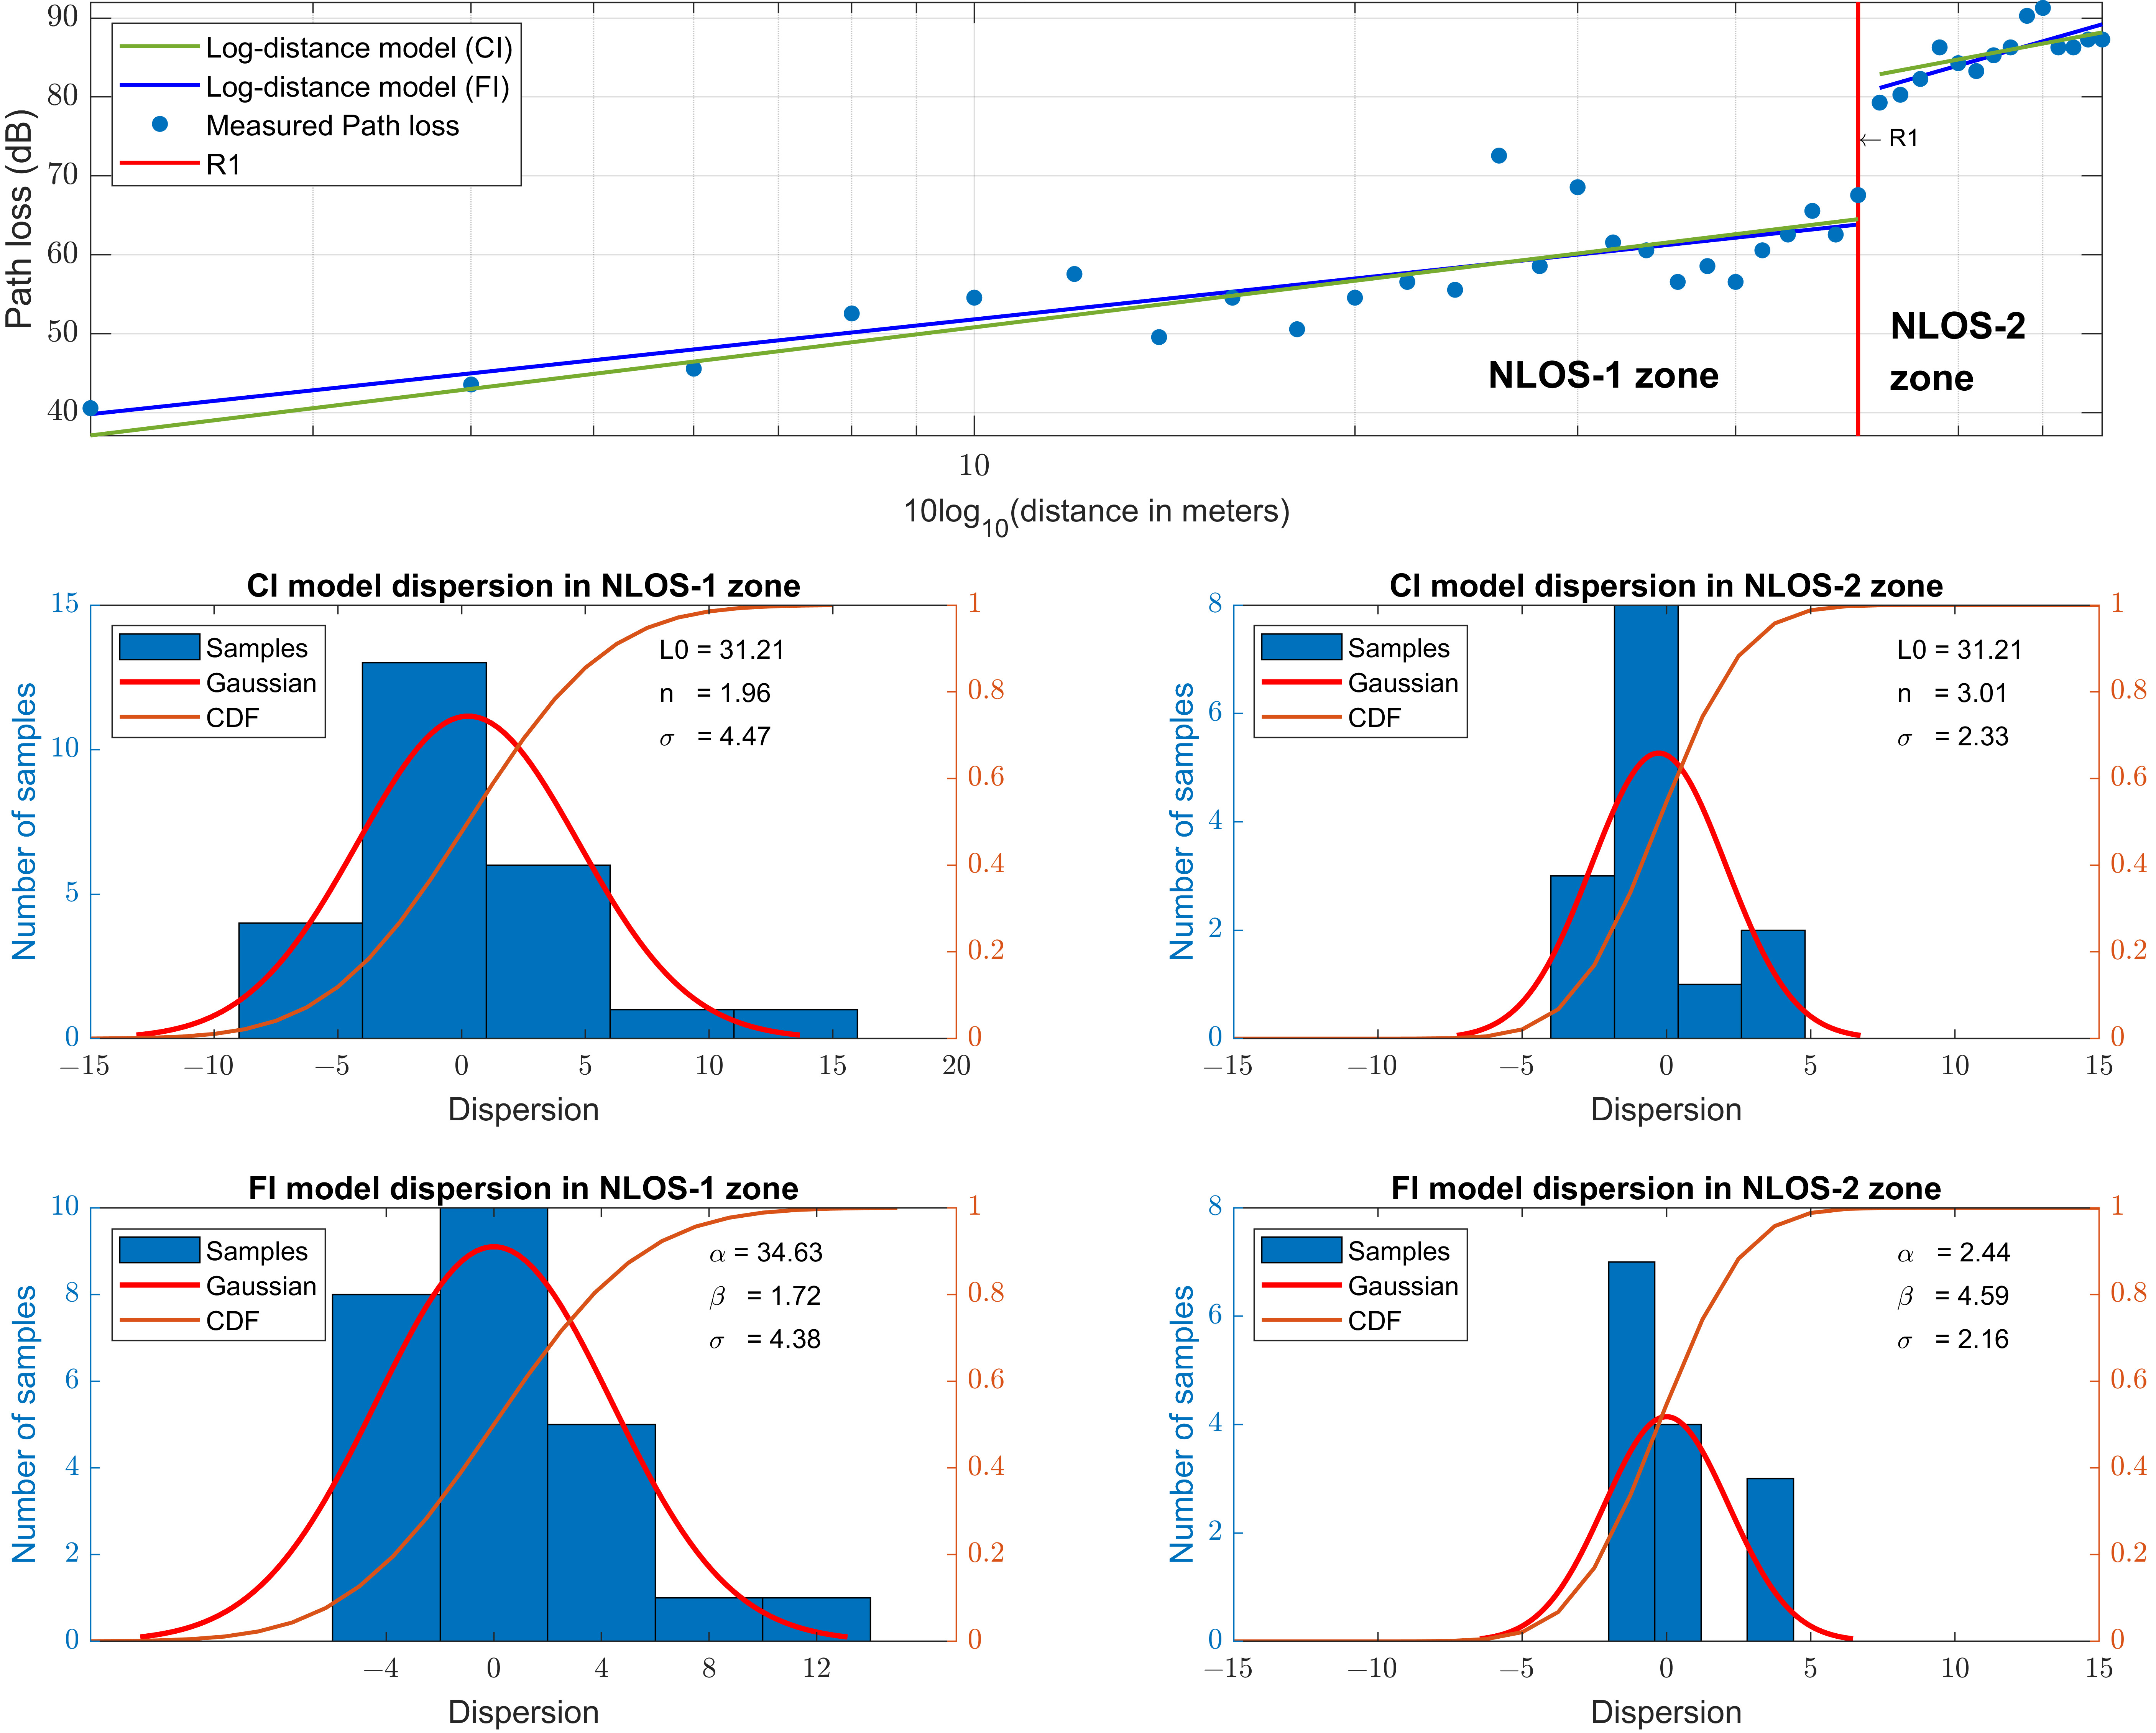 90
80
70
60
50
40
Path loss (dB)
Log-distance model (CI)
Log-distance model (FI)
Measured Path loss
R1
← R1
NLOS-1 zone
NLOS-2
zone
10
10log10(distance in meters)
CI model dispersion in NLOS-1 zone
15
10
5
0
Number of samples
Samples
Gaussian
CDF
L0 = 31.21
n = 1.96
σ = 4.47
1
0.8
0.6
0.4
0.2
0
−15 −10 −5 0 5 10 15 20
Dispersion
CI model dispersion in NLOS-2 zone
8
6
4
2
0
Number of samples
Samples
Gaussian
CDF
L0 = 31.21
n = 3.01
σ = 2.33
1
0.8
0.6
0.4
0.2
0
−15 −10 −5 0 5 10 15
Dispersion
FI model dispersion in NLOS-1 zone
10
8
6
4
2
0
Number of samples
Samples
Gaussian
CDF
α = 34.63
β = 1.72
σ = 4.38
1
0.8
0.6
0.4
0.2
0
−4 0 4 8 12
Dispersion
FI model dispersion in NLOS-2 zone
8
6
4
2
0
Number of samples
Samples
Gaussian
CDF
α = 2.44
β = 4.59
σ = 2.16
1
0.8
0.6
0.4
0.2
0
−15 −10 −5 0 5 10 15
Dispersion